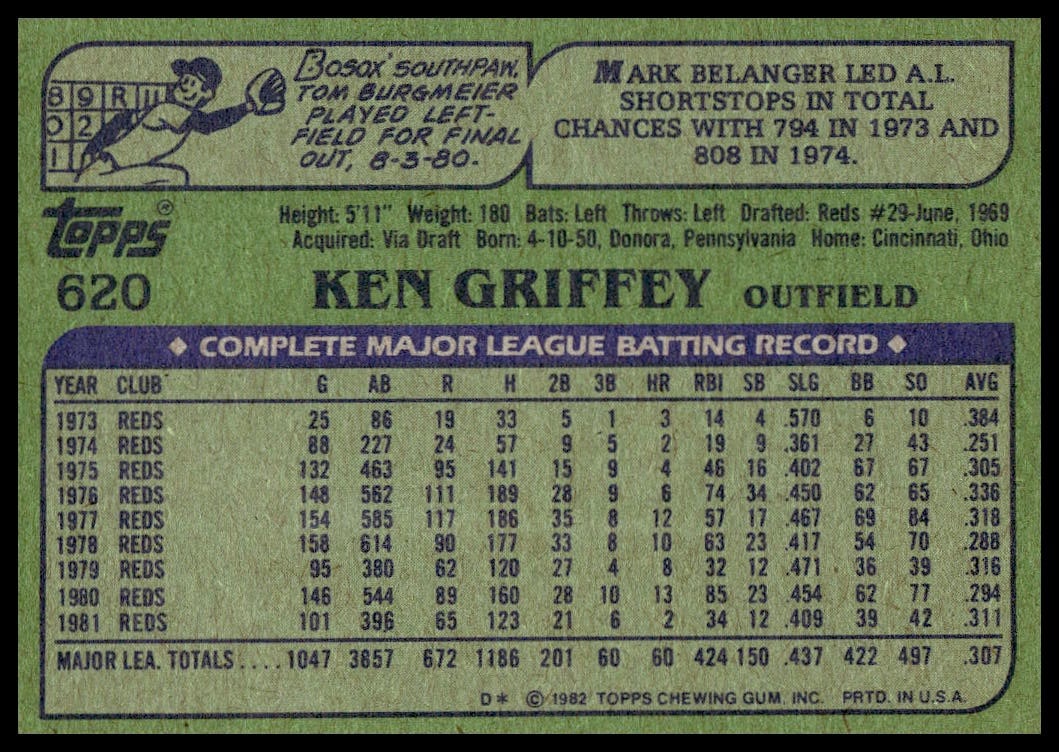 8 9 R H
0 2
1
BOSOX' SOUTHPAW,
TOM BURGMEIER
PLAYED LEFT-
FIELD FOR FINAL
OUT, 8-3-80.
MARK BELANGER LED A.L.
SHORTSTOPS IN TOTAL
CHANCES WITH 794 IN 1973 AND
808 IN 1974.
TOPPS®
Height: 5'11" Weight: 180 Bats: Left Throws: Left Drafted: Reds #29-June, 1969
Acquired: Via Draft Born: 4-10-50, Donora, Pennsylvania Home: Cincinnati, Ohio
620 KEN GRIFFEY OUTFIELD
◆ COMPLETE MAJOR LEAGUE BATTING RECORD ◆
YEAR CLUB G AB R H 2B 3B HR RBI SB SLG BB SO AVG
1973 REDS 25 86 19 33 5 1 3 14 4 .570 6 10 .384
1974 REDS 88 227 24 57 9 5 2 19 9 .361 27 43 .251
1975 REDS 132 463 95 141 15 9 4 46 16 .402 67 67 .305
1976 REDS 148 562 111 189 28 9 6 74 34 .450 62 65 .336
1977 REDS 154 585 117 186 35 8 12 57 17 .467 69 84 .318
1978 REDS 158 614 90 177 33 8 10 63 23 .417 54 70 .288
1979 REDS 95 380 62 120 27 4 8 32 12 .471 36 39 .316
1980 REDS 146 544 89 160 28 10 13 85 23 .454 62 77 .294
1981 REDS 101 396 65 123 21 6 2 34 12 .409 39 42 .311
MAJOR LEA. TOTALS.... 1047 3857 672 1186 201 60 60 424 150 .437 422 497 .307
D* © 1982 TOPPS CHEWING GUM, INC. PRTD. IN U.S.A.